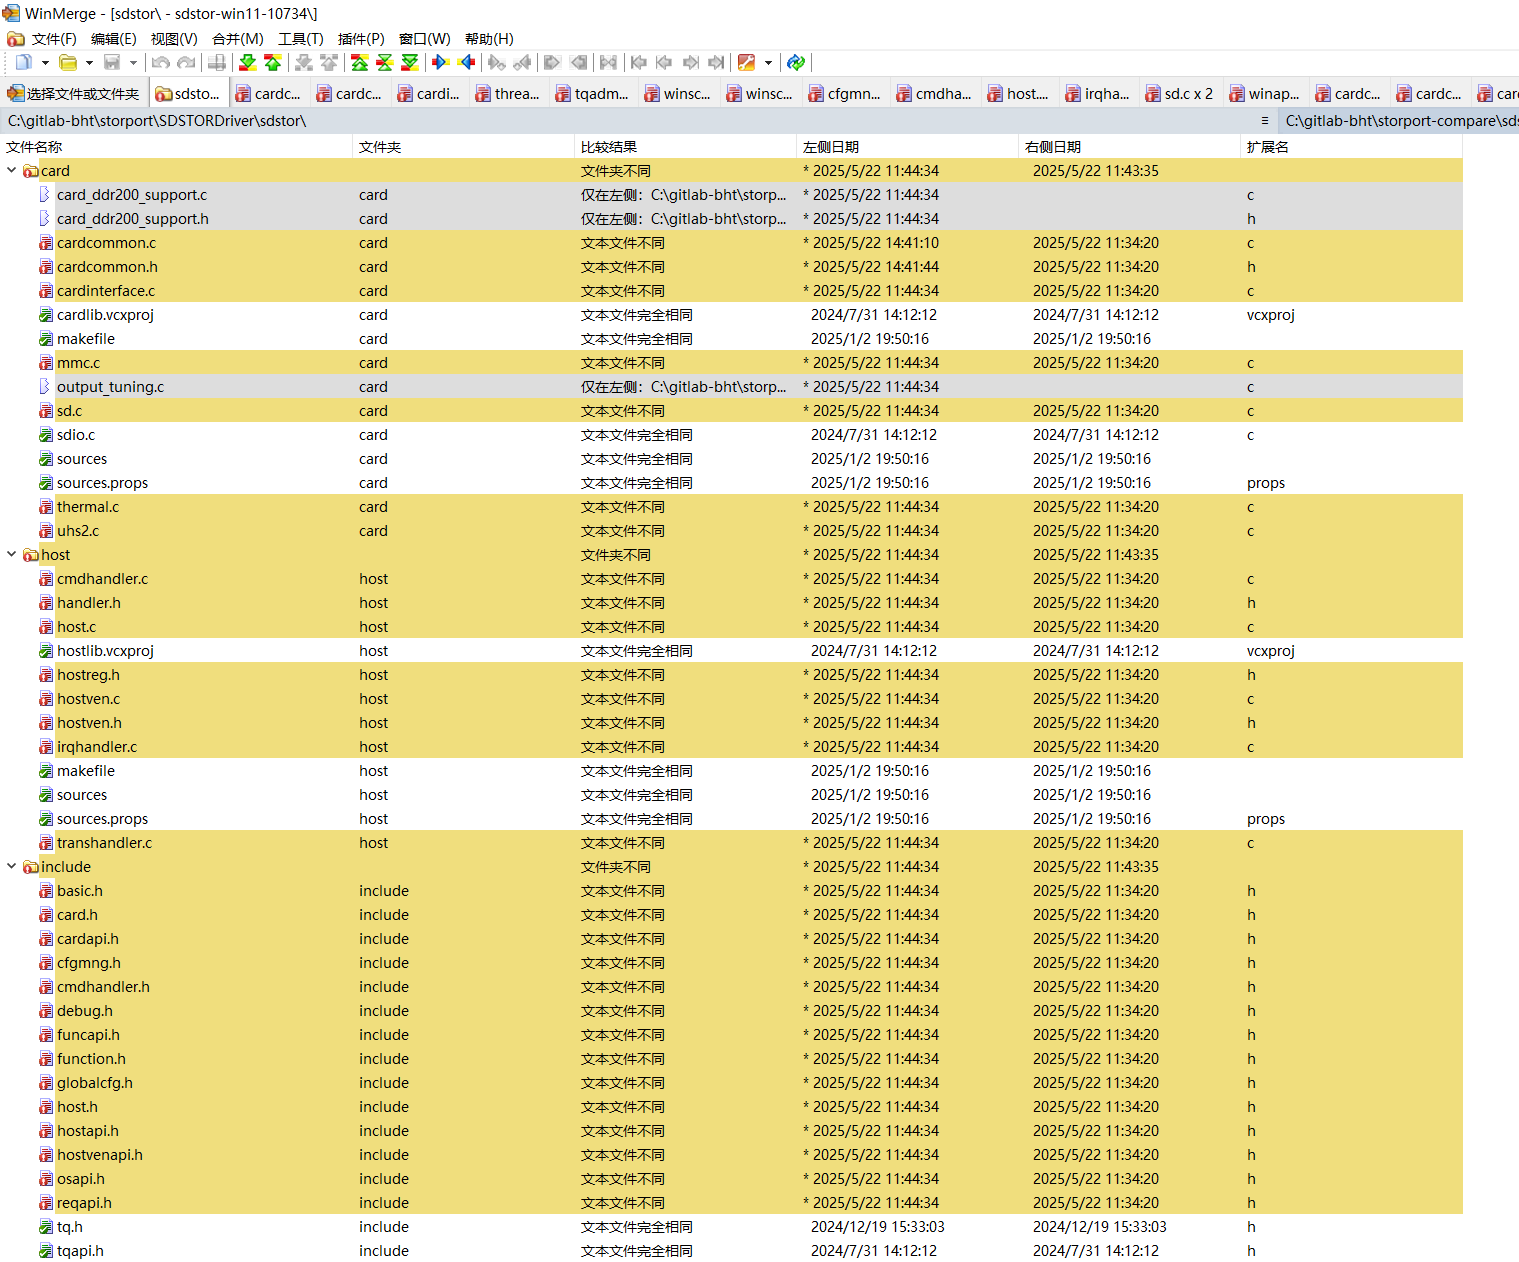 WinMerge - [sdstor\ - sdstor-win11-10734\]
文件(F) 编辑(E) 视图(V) 合并(M) 工具(T) 插件(P) 窗口(W) 帮助(H)
选择文件或文件夹 sdsto... cardc... cardc... cardi... threa... tqadm... winsc... winsc... cfgmn... cmdha... host.... irqha... sd.c x 2 winap... cardc... cardc... car
C:\gitlab-bht\storport\SDSTORDriver\sdstor\ C:\gitlab-bht\storport-compare\sds
文件名称 文件夹 比较结果 左侧日期 右侧日期 扩展名
card 文件夹不同 * 2025/5/22 11:44:34 2025/5/22 11:43:35
card_ddr200_support.c card 仅在左侧：C:\gitlab-bht\storp... * 2025/5/22 11:44:34 c
card_ddr200_support.h card 仅在左侧：C:\gitlab-bht\storp... * 2025/5/22 11:44:34 h
cardcommon.c card 文本文件不同 * 2025/5/22 14:41:10 2025/5/22 11:34:20 c
cardcommon.h card 文本文件不同 * 2025/5/22 14:41:44 2025/5/22 11:34:20 h
cardinterface.c card 文本文件不同 * 2025/5/22 11:44:34 2025/5/22 11:34:20 c
cardlib.vcxproj card 文本文件完全相同 2024/7/31 14:12:12 2024/7/31 14:12:12 vcxproj
makefile card 文本文件完全相同 2025/1/2 19:50:16 2025/1/2 19:50:16
mmc.c card 文本文件不同 * 2025/5/22 11:44:34 2025/5/22 11:34:20 c
output_tuning.c card 仅在左侧：C:\gitlab-bht\storp... * 2025/5/22 11:44:34 c
sd.c card 文本文件不同 * 2025/5/22 11:44:34 2025/5/22 11:34:20 c
sdio.c card 文本文件完全相同 2024/7/31 14:12:12 2024/7/31 14:12:12 c
sources card 文本文件完全相同 2025/1/2 19:50:16 2025/1/2 19:50:16
sources.props card 文本文件完全相同 2025/1/2 19:50:16 2025/1/2 19:50:16 props
thermal.c card 文本文件不同 * 2025/5/22 11:44:34 2025/5/22 11:34:20 c
uhs2.c card 文本文件不同 * 2025/5/22 11:44:34 2025/5/22 11:34:20 c
host 文件夹不同 * 2025/5/22 11:44:34 2025/5/22 11:43:35
cmdhandler.c host 文本文件不同 * 2025/5/22 11:44:34 2025/5/22 11:34:20 c
handler.h host 文本文件不同 * 2025/5/22 11:44:34 2025/5/22 11:34:20 h
host.c host 文本文件不同 * 2025/5/22 11:44:34 2025/5/22 11:34:20 c
hostlib.vcxproj host 文本文件完全相同 2024/7/31 14:12:12 2024/7/31 14:12:12 vcxproj
hostreg.h host 文本文件不同 * 2025/5/22 11:44:34 2025/5/22 11:34:20 h
hostven.c host 文本文件不同 * 2025/5/22 11:44:34 2025/5/22 11:34:20 c
hostven.h host 文本文件不同 * 2025/5/22 11:44:34 2025/5/22 11:34:20 h
irqhandler.c host 文本文件不同 * 2025/5/22 11:44:34 2025/5/22 11:34:20 c
makefile host 文本文件完全相同 2025/1/2 19:50:16 2025/1/2 19:50:16
sources host 文本文件完全相同 2025/1/2 19:50:16 2025/1/2 19:50:16
sources.props host 文本文件完全相同 2025/1/2 19:50:16 2025/1/2 19:50:16 props
transhandler.c host 文本文件不同 * 2025/5/22 11:44:34 2025/5/22 11:34:20 c
include 文件夹不同 * 2025/5/22 11:44:34 2025/5/22 11:43:35
basic.h include 文本文件不同 * 2025/5/22 11:44:34 2025/5/22 11:34:20 h
card.h include 文本文件不同 * 2025/5/22 11:44:34 2025/5/22 11:34:20 h
cardapi.h include 文本文件不同 * 2025/5/22 11:44:34 2025/5/22 11:34:20 h
cfgmng.h include 文本文件不同 * 2025/5/22 11:44:34 2025/5/22 11:34:20 h
cmdhandler.h include 文本文件不同 * 2025/5/22 11:44:34 2025/5/22 11:34:20 h
debug.h include 文本文件不同 * 2025/5/22 11:44:34 2025/5/22 11:34:20 h
funcapi.h include 文本文件不同 * 2025/5/22 11:44:34 2025/5/22 11:34:20 h
function.h include 文本文件不同 * 2025/5/22 11:44:34 2025/5/22 11:34:20 h
globalcfg.h include 文本文件不同 * 2025/5/22 11:44:34 2025/5/22 11:34:20 h
host.h include 文本文件不同 * 2025/5/22 11:44:34 2025/5/22 11:34:20 h
hostapi.h include 文本文件不同 * 2025/5/22 11:44:34 2025/5/22 11:34:20 h
hostvenapi.h include 文本文件不同 * 2025/5/22 11:44:34 2025/5/22 11:34:20 h
osapi.h include 文本文件不同 * 2025/5/22 11:44:34 2025/5/22 11:34:20 h
reqapi.h include 文本文件不同 * 2025/5/22 11:44:34 2025/5/22 11:34:20 h
tq.h include 文本文件完全相同 2024/12/19 15:33:03 2024/12/19 15:33:03 h
tqapi.h include 文本文件完全相同 2024/7/31 14:12:12 2024/7/31 14:12:12 h